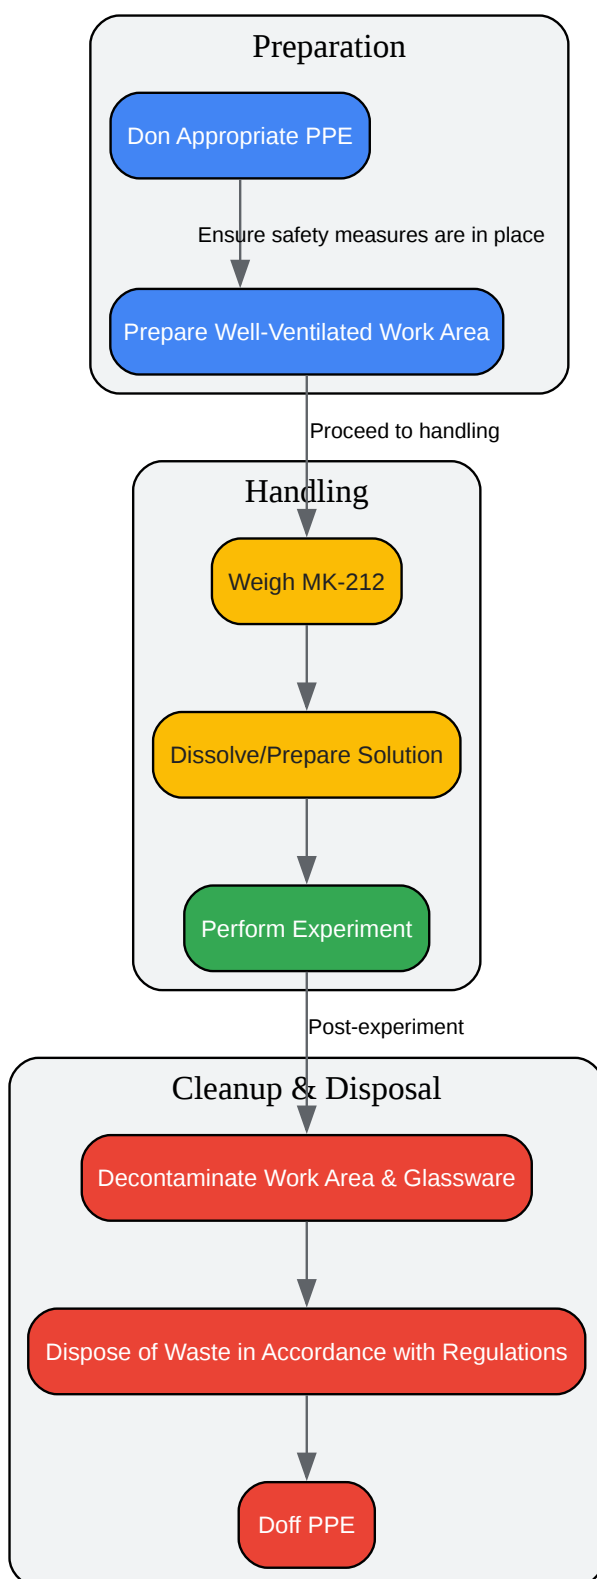 Preparation
Don Appropriate PPE
Ensure safety measures are in place
Prepare Well-Ventilated Work Area
Proceed to handling
Handling
Weigh MK-212
Dissolve/Prepare Solution
Perform Experiment
Post-experiment
Cleanup & Disposal
Decontaminate Work Area & Glassware
Dispose of Waste in Accordance with Regulations
Doff PPE